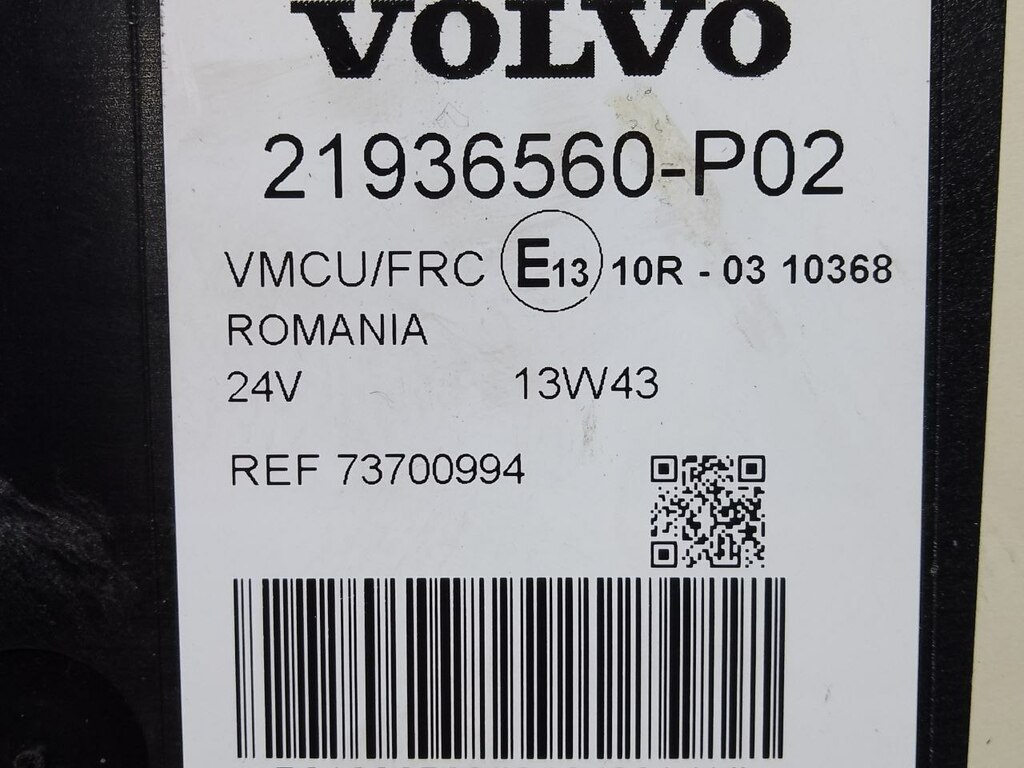 VOLVO
21936560-P02
VMCU/FRC E13 10R - 03 10368
ROMANIA
24V 13W43
REF 73700994